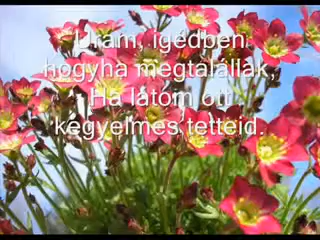 Uram, igédben
hogyha megtalállak,
Ha látom ott
kegyelmes tetteid.